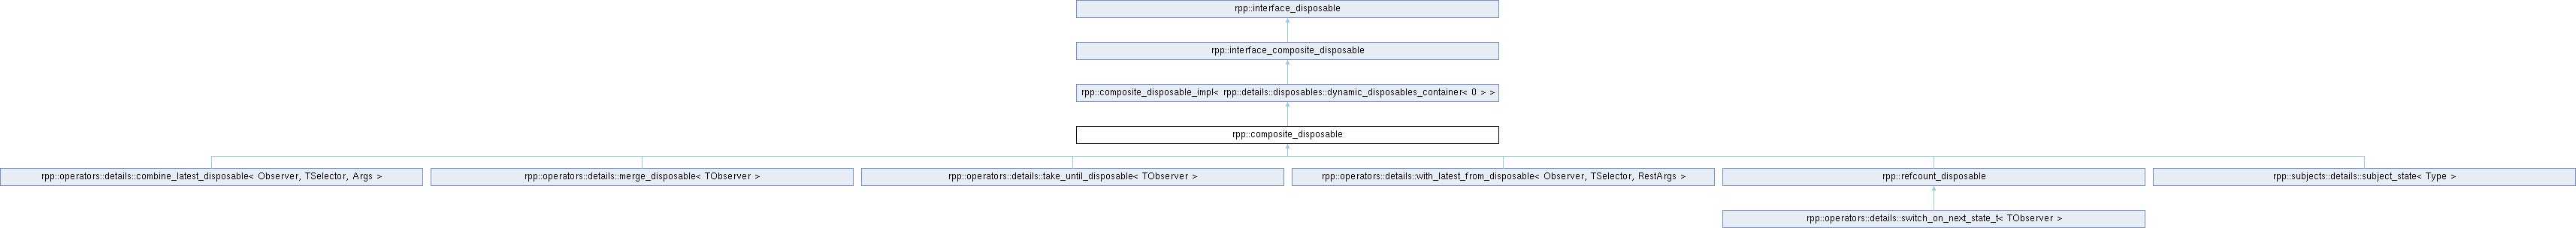 rpp::interface_disposable
rpp::interface_composite_disposable
rpp::composite_disposable_impl< rpp::details::disposables::dynamic_disposables_container< 0 > >
rpp::composite_disposable
rpp::operators::details::combine_latest_disposable< Observer, TSelector, Args >
rpp::operators::details::merge_disposable< TObserver >
rpp::operators::details::take_until_disposable< TObserver >
rpp::operators::details::with_latest_from_disposable< Observer, TSelector, RestArgs >
rpp::refcount_disposable
rpp::subjects::details::subject_state< Type >
rpp::operators::details::switch_on_next_state_t< TObserver >